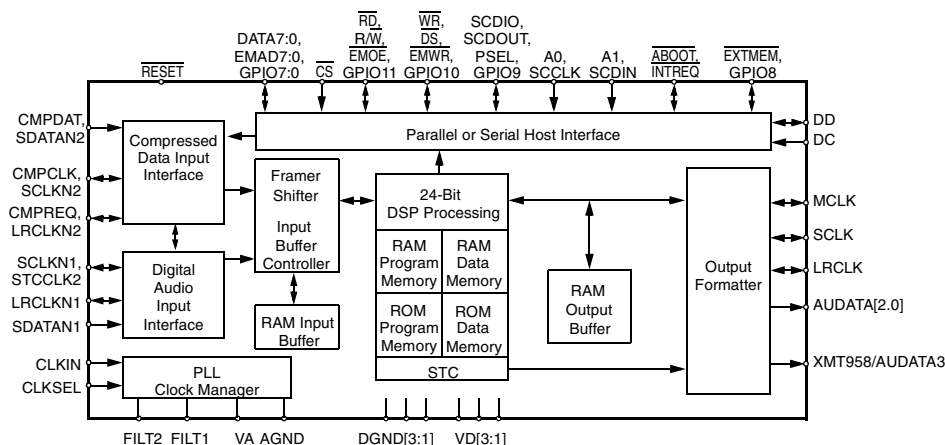 RD, WR, SCDIO,
DATA7:0, R/W, DS, SCDOUT,
EMAD7:0, EMOE, EMWR, PSEL, A0, A1, ABOOT, EXTMEM,
RESET GPIO7:0 CS GPIO11 GPIO10 GPIO9 SCCLK SCDIN INTREQ GPIO8
CMPDAT,
SDATAN2
CMPCLK,
SCLKN2
CMPREQ,
LRCLKN2
SCLKN1,
STCCLK2
LRCLKN1
SDATAN1
CLKIN
CLKSEL
Compressed
Data Input
Interface
Digital
Audio
Input
Interface
PLL
Clock Manager
Framer
Shifter
Input
Buffer
Controller
RAM Input
Buffer
Parallel or Serial Host Interface
24-Bit
DSP Processing
RAM
Program
Memory
RAM
Data
Memory
ROM
Program
Memory
ROM
Data
Memory
STC
RAM
Output
Buffer
Output
Formatter
DD
DC
MCLK
SCLK
LRCLK
AUDATA[2.0]
XMT958/AUDATA3
FILT2 FILT1 VA AGND DGND[3:1] VD[3:1]